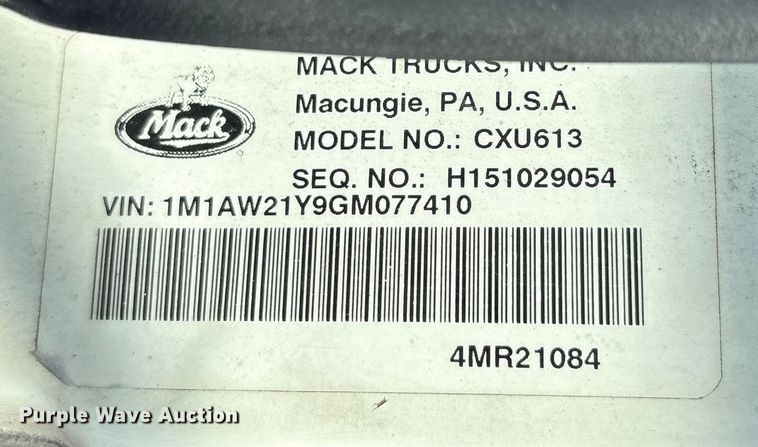 MACK TRUCKS, INC.
Mack
Macungie, PA, U.S.A.
MODEL NO.: CXU613
SEQ. NO.: H151029054
VIN: 1M1AW21Y9GM077410
4MR21084
Purple Wave Auction